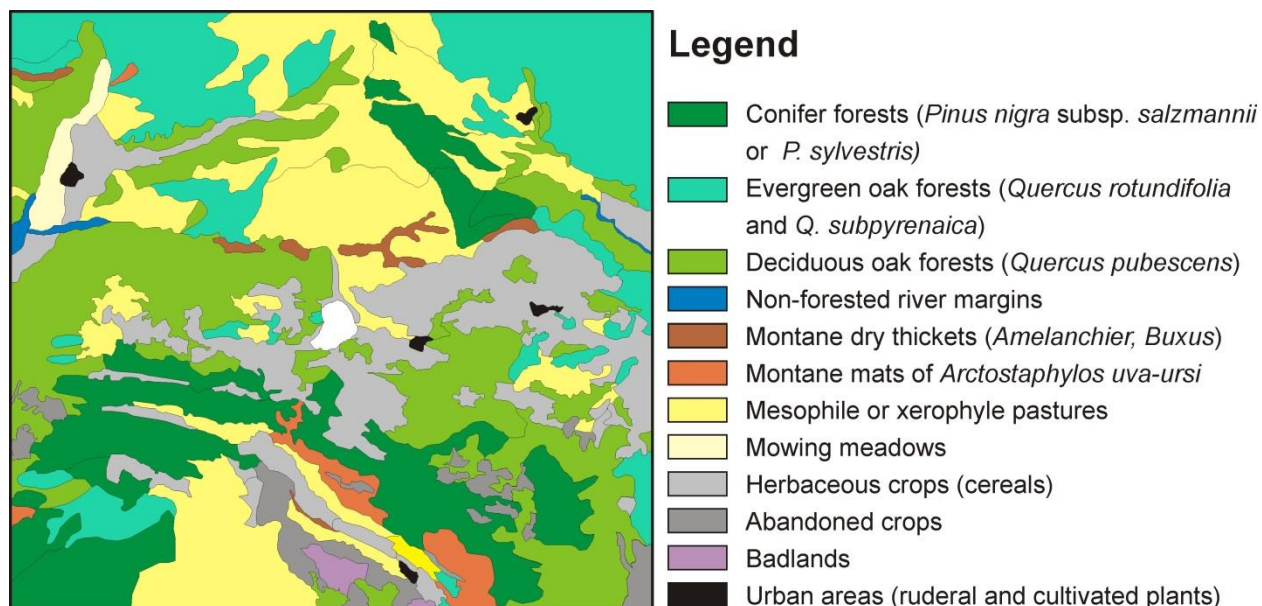 Legend
Conifer forests (Pinus nigra subsp. salzmannii
or P. sylvestris)
Evergreen oak forests (Quercus rotundifolia
and Q. subpyrenaica)
Deciduous oak forests (Quercus pubescens)
Non-forested river margins
Montane dry thickets (Amelanchier, Buxus)
Montane mats of Arctostaphylos uva-ursi
Mesophile or xerophyle pastures
Mowing meadows
Herbaceous crops (cereals)
Abandoned crops
Badlands
Urban areas (ruderal and cultivated plants)